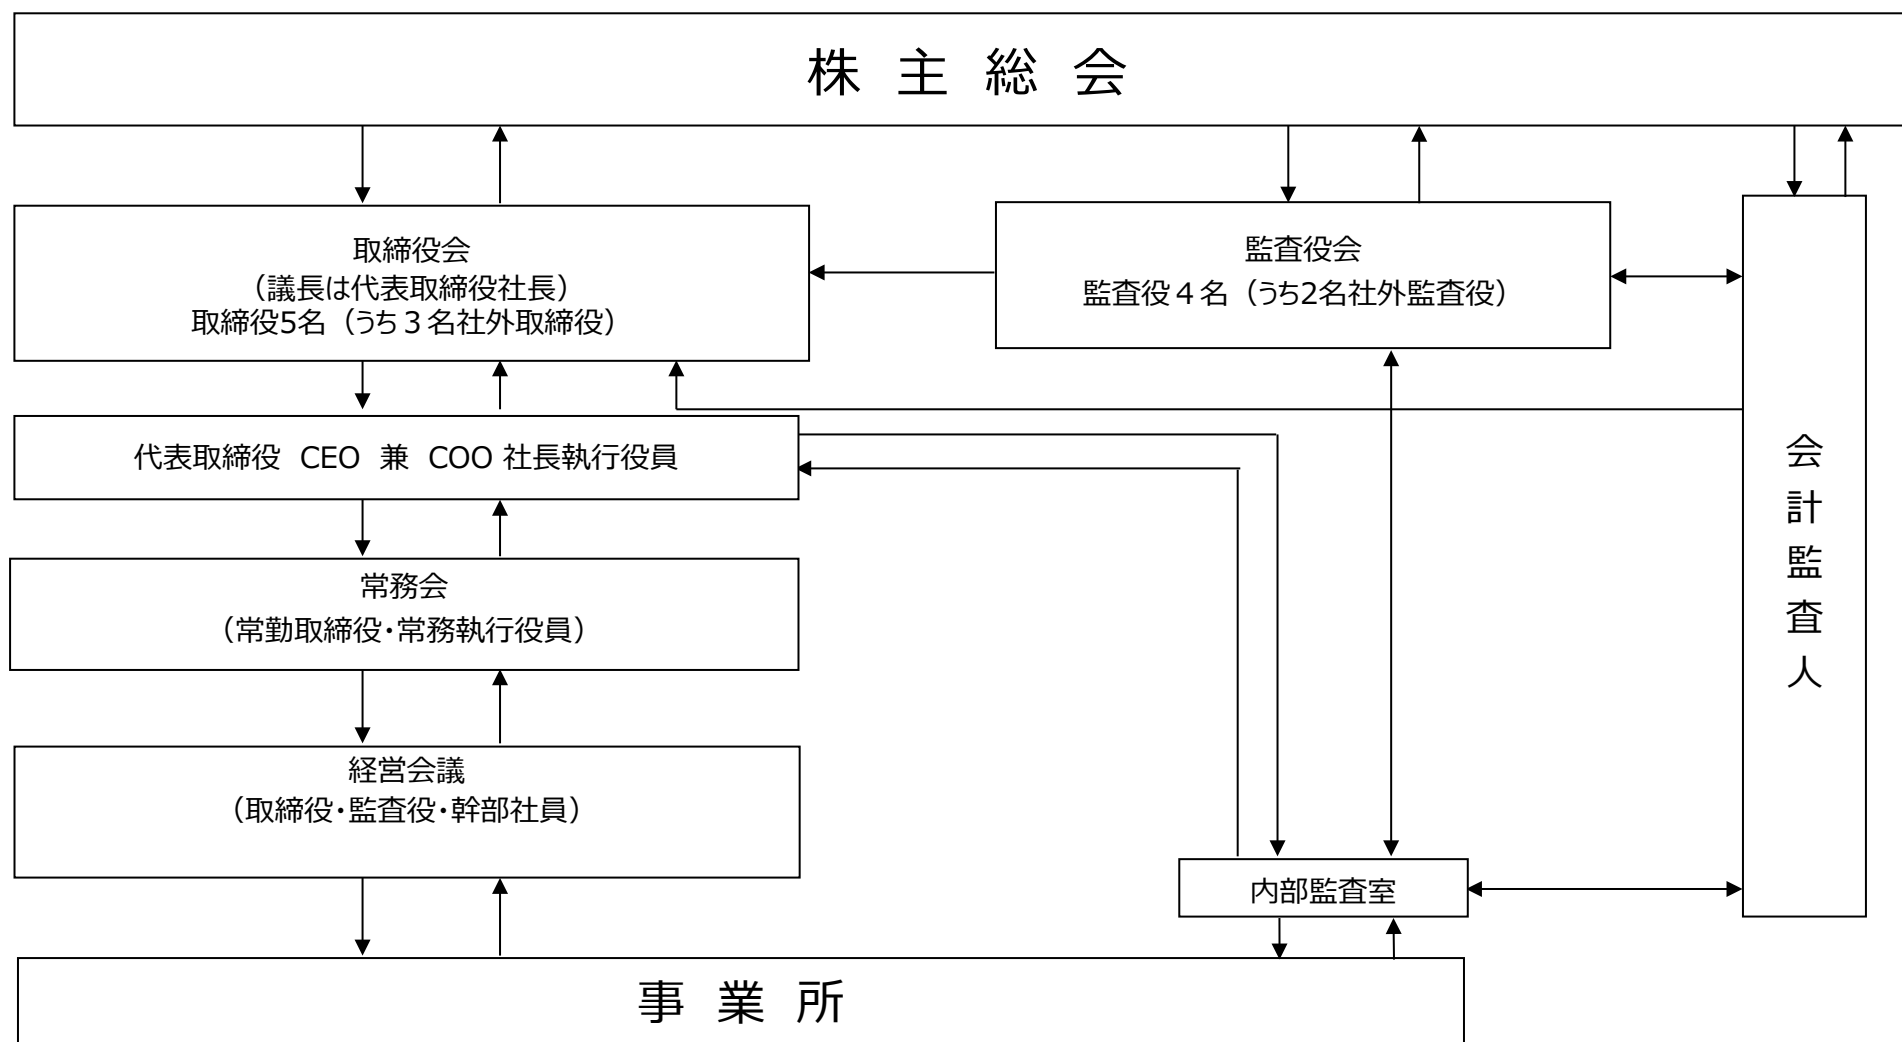 株 主 総 会
取締役会
（議長は代表取締役社長）
取締役5名（うち３名社外取締役）
監査役会
監査役４名（うち2名社外監査役）
代表取締役 CEO 兼 COO 社長執行役員
常務会
（常勤取締役・常務執行役員）
経営会議
（取締役・監査役・幹部社員）
会計監査人
内部監査室
事 業 所